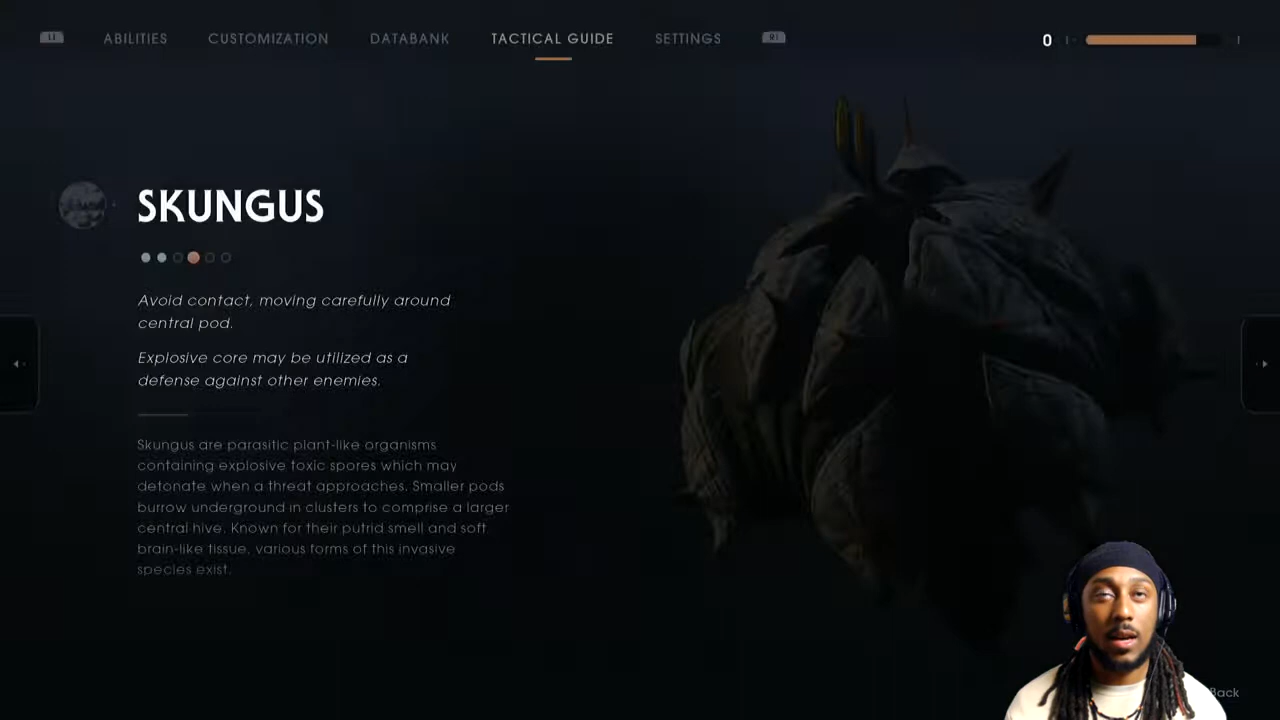 L1 ABILITIES CUSTOMIZATION DATABANK TACTICAL GUIDE SETTINGS R1 0
SKUNGUS
Avoid contact, moving carefully around
central pod.
Explosive core may be utilized as a
defense against other enemies.
Skungus are parasitic plant-like organisms
containing explosive toxic spores which may
detonate when a threat approaches. Smaller pods
burrow underground in clusters to comprise a larger
central hive. Known for their putrid smell and soft
brain-like tissue, various forms of this invasive
species exist.
Back